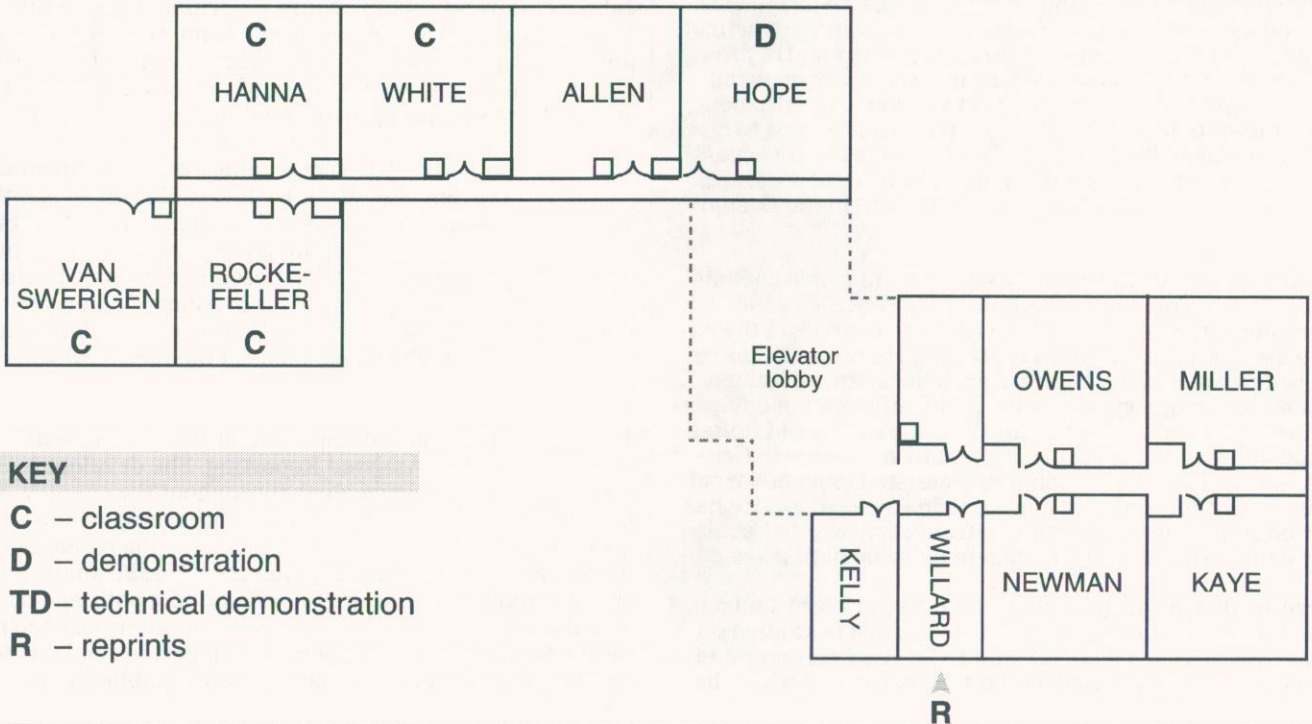 C C D
HANNA WHITE ALLEN HOPE
VAN
SWERIGEN
C
ROCKE-
FELLER
C
Elevator
lobby
OWENS MILLER
KELLY
WILLARD
NEWMAN KAYE
R
KEY
C – classroom
D – demonstration
TD – technical demonstration
R – reprints